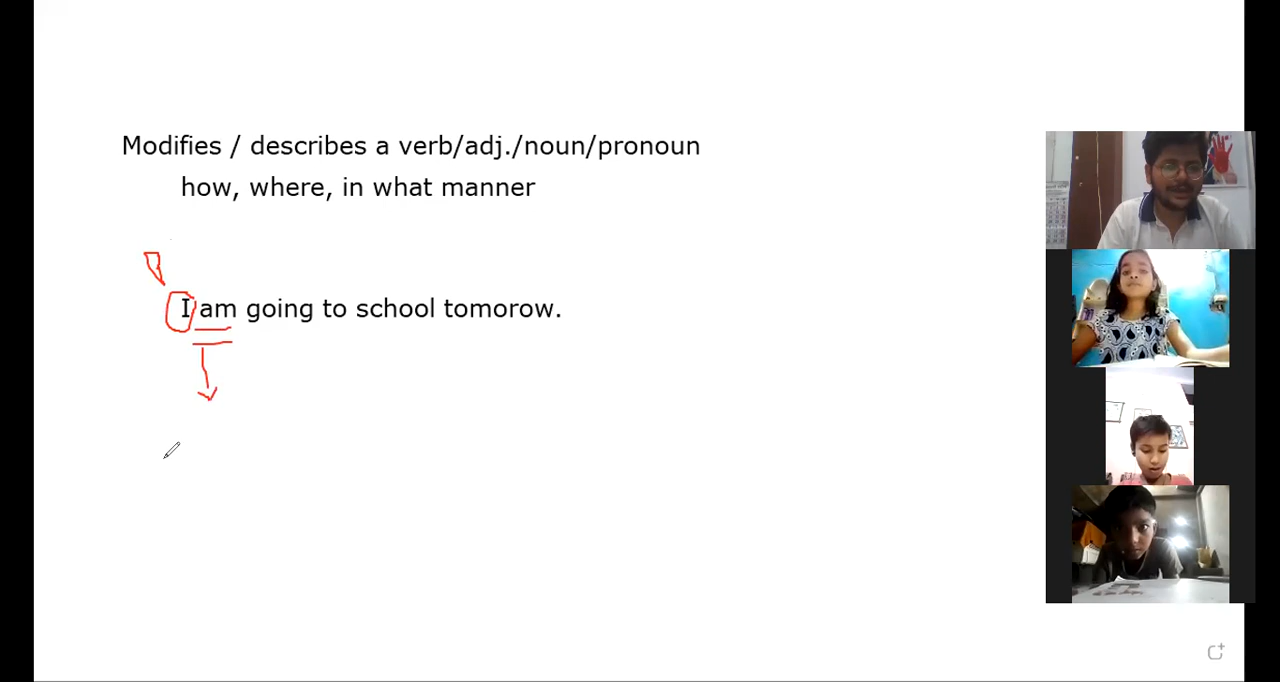 Modifies / describes a verb/adj./noun/pronoun
how, where, in what manner
I am going to school tomorow.